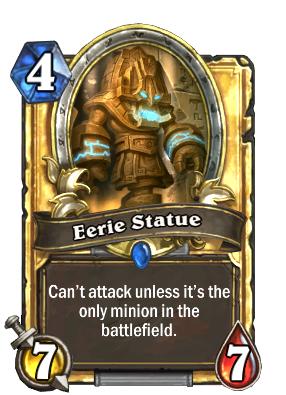 4
Eerie Statue
Can't attack unless it's the
only minion in the
battlefield.
7
7